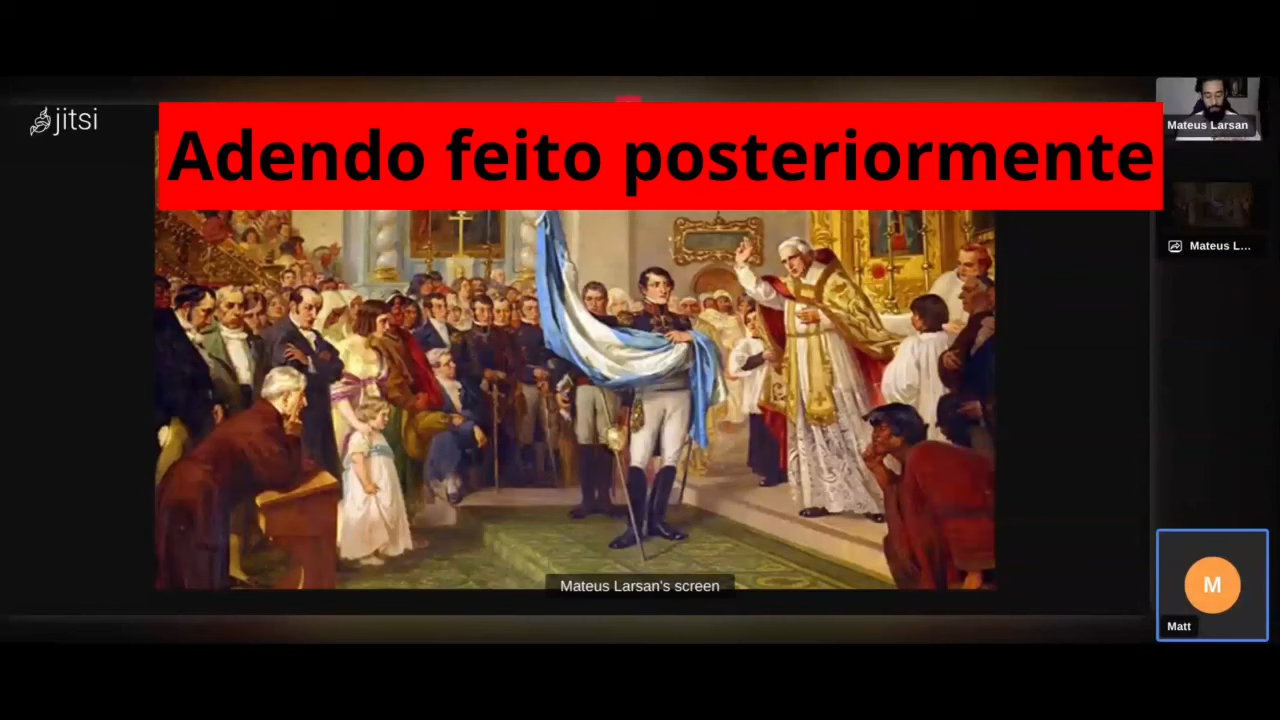 Adendo feito posteriormente
jitsi
Mateus Larsan
Mateus L...
Mateus Larsan's screen
M
Matt